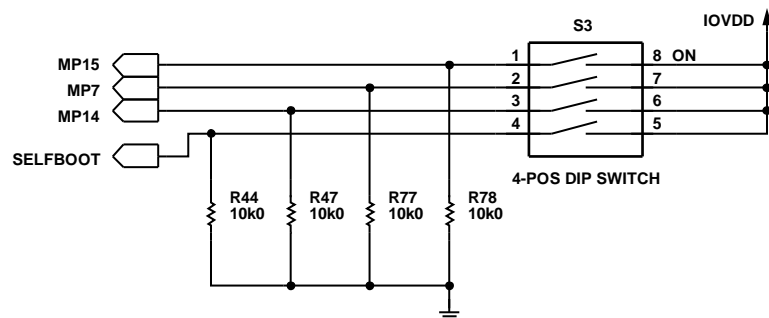 IOVDD
S3
MP15
1
8 ON
MP7
2
7
MP14
3
6
4
5
SELFBOOT
4-POS DIP SWITCH
R44
10k0
R47
10k0
R77
10k0
R78
10k0